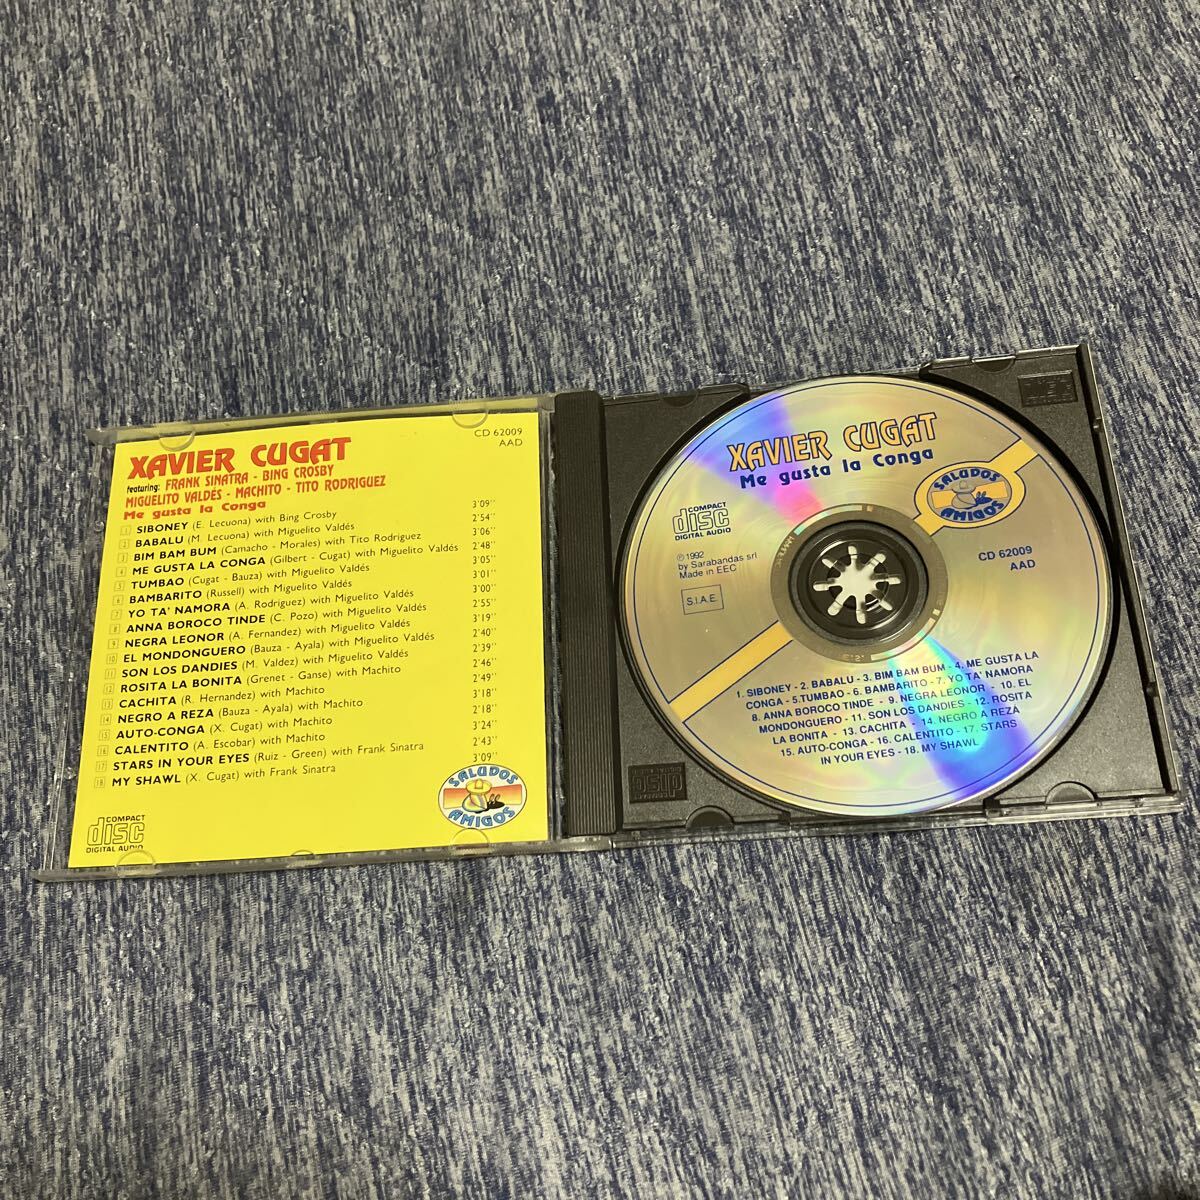 XAVIER CUGAT
CD 62009
AAD
featuring: FRANK SINATRA - BING CROSBY
MIGUELITO VALDÉS - MACHITO - TITO RODRIGUEZ
Me gusta la Conga
1 SIBONEY (E. Lecuona) with Bing Crosby 3'09''
2 BABALU (M. Lecuona) with Miguelito Valdés 2'54''
3 BIM BAM BUM (Camacho - Morales) with Tito Rodriguez 3'06''
4 ME GUSTA LA CONGA (Gilbert - Cugat) with Miguelito Valdés 2'48''
5 TUMBAO (Cugat - Bauza) with Miguelito Valdés 3'05''
6 BAMBARITO (Russell) with Miguelito Valdés 3'01''
7 YO TA' NAMORA (A. Rodriguez) with Miguelito Valdés 3'00''
8 ANNA BOROCO TINDE (C. Pozo) with Miguelito Valdés 2'55''
9 NEGRA LEONOR (A. Fernandez) with Miguelito Valdés 3'19''
10 EL MONDONGUERO (Bauza - Ayala) with Miguelito Valdés 2'40''
11 SON LOS DANDIES (M. Valdez) with Miguelito Valdés 2'39''
12 ROSITA LA BONITA (Grenet - Ganse) with Machito 2'46''
13 CACHITA (R. Hernandez) with Machito 2'49''
14 NEGRO A REZA (Bauza - Ayala) with Machito 3'18''
15 AUTO-CONGA (X. Cugat) with Machito 3'18''
16 CALENTITO (A. Escobar) with Machito 3'24''
17 STARS IN YOUR EYES (Ruiz - Green) with Frank Sinatra 2'43''
18 MY SHAWL (X. Cugat) with Frank Sinatra 3'09''
COMPACT
disc
DIGITAL AUDIO
SALUDOS
AMIGOS
XAVIER CUGAT
Me gusta la Conga
SALUDOS
AMIGOS
COMPACT
disc
DIGITAL AUDIO
℗ 1992
by Sarabandas srl
Made in EEC
S.I.A.E.
CD 62009
AAD
1. SIBONEY - 2. BABALU - 3. BIM BAM BUM - 4. ME GUSTA LA
CONGA - 5.TUMBAO - 6. BAMBARITO - 7. YO TA' NAMORA
8. ANNA BOROCO TINDE - 9. NEGRA LEONOR - 10. EL
MONDONGUERO - 11. SON LOS DANDIES - 12. ROSITA
LA BONITA - 13. CACHITA - 14. NEGRO A REZA
15. AUTO-CONGA - 16. CALENTITO - 17. STARS
IN YOUR EYES - 18. MY SHAWL
disc